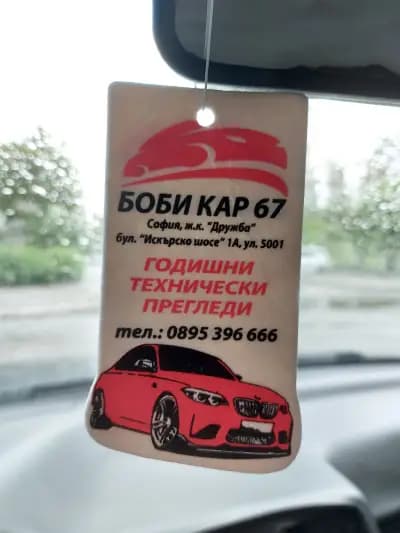 БОБИ КАР 67
София, ж.к. "Дружба"
бул. "Искърско шосе" 1А, ул. 5001
ГОДИШНИ
ТЕХНИЧЕСКИ
ПРЕГЛЕДИ
тел.: 0895 396 666